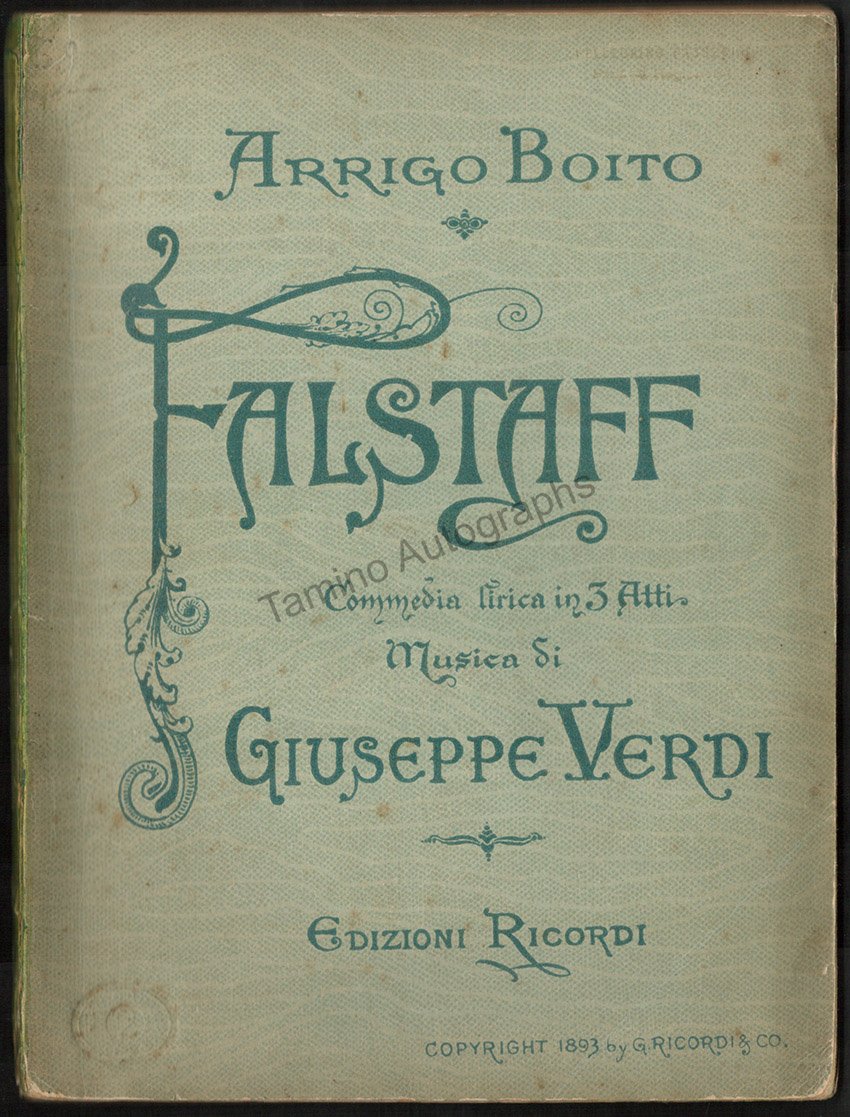 ARRIGO BOITO
FALSTAFF
Tamino Autographs
Commedia lirica in 3 Atti.
Musica di
GIUSEPPE VERDI
EDIZIONI RICORDI
COPYRIGHT 1893 by G. RICORDI & CO.